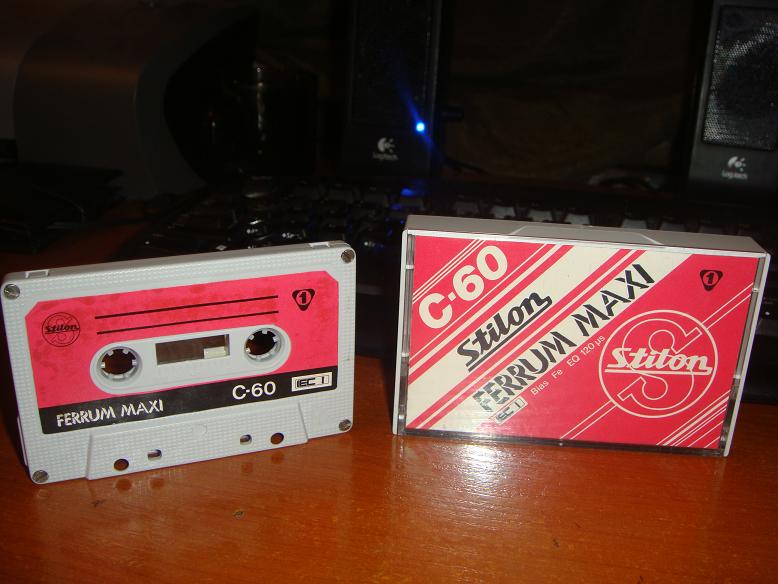 Logitech
Logitech
Stilon
1
C-60
IEC I
FERRUM MAXI
C-60
Stilon
FERRUM MAXI
IEC I
Bias Fe EQ 120 µs
1
Stilon